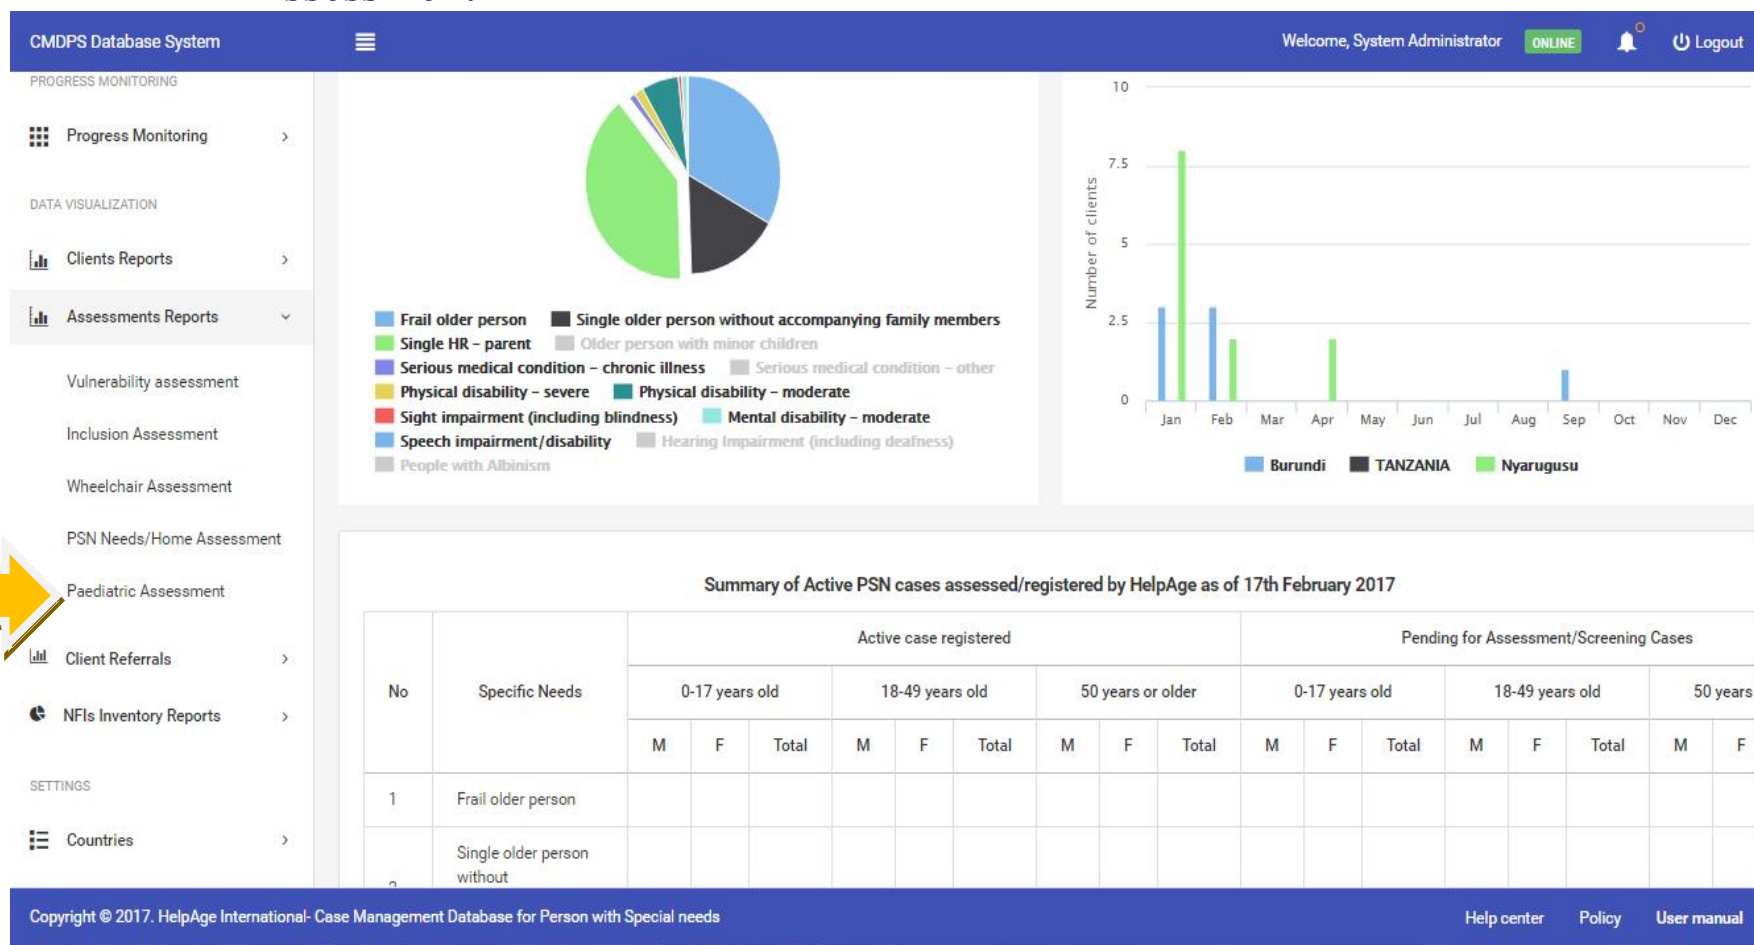 CMDPS Database System
Welcome, System Administrator ONLINE Logout
PROGRESS MONITORING
Progress Monitoring
DATA VISUALIZATION
Clients Reports
Assessments Reports
Vulnerability assessment
Inclusion Assessment
Wheelchair Assessment
PSN Needs/Home Assessment
Paediatric Assessment
Client Referrals
NFIs Inventory Reports
SETTINGS
Countries
Frail older person Single older person without accompanying family members
Single HR – parent Older person with minor children
Serious medical condition – chronic illness Serious medical condition – other
Physical disability – severe Physical disability – moderate
Sight impairment (including blindness) Mental disability – moderate
Speech impairment/disability Hearing Impairment (including deafness)
People with Albinism
Number of clients
10
7.5
5
2.5
0
Jan Feb Mar Apr May Jun Jul Aug Sep Oct Nov Dec
Burundi TANZANIA Nyarugusu
Summary of Active PSN cases assessed/registered by HelpAge as of 17th February 2017
Active case registered Pending for Assessment/Screening Cases
No Specific Needs 0-17 years old 18-49 years old 50 years or older 0-17 years old 18-49 years old 50 years
M F Total M F Total M F Total M F Total M F Total M F
1 Frail older person
Single older person
without
Copyright © 2017. HelpAge International- Case Management Database for Person with Special needs
Help center Policy User manual